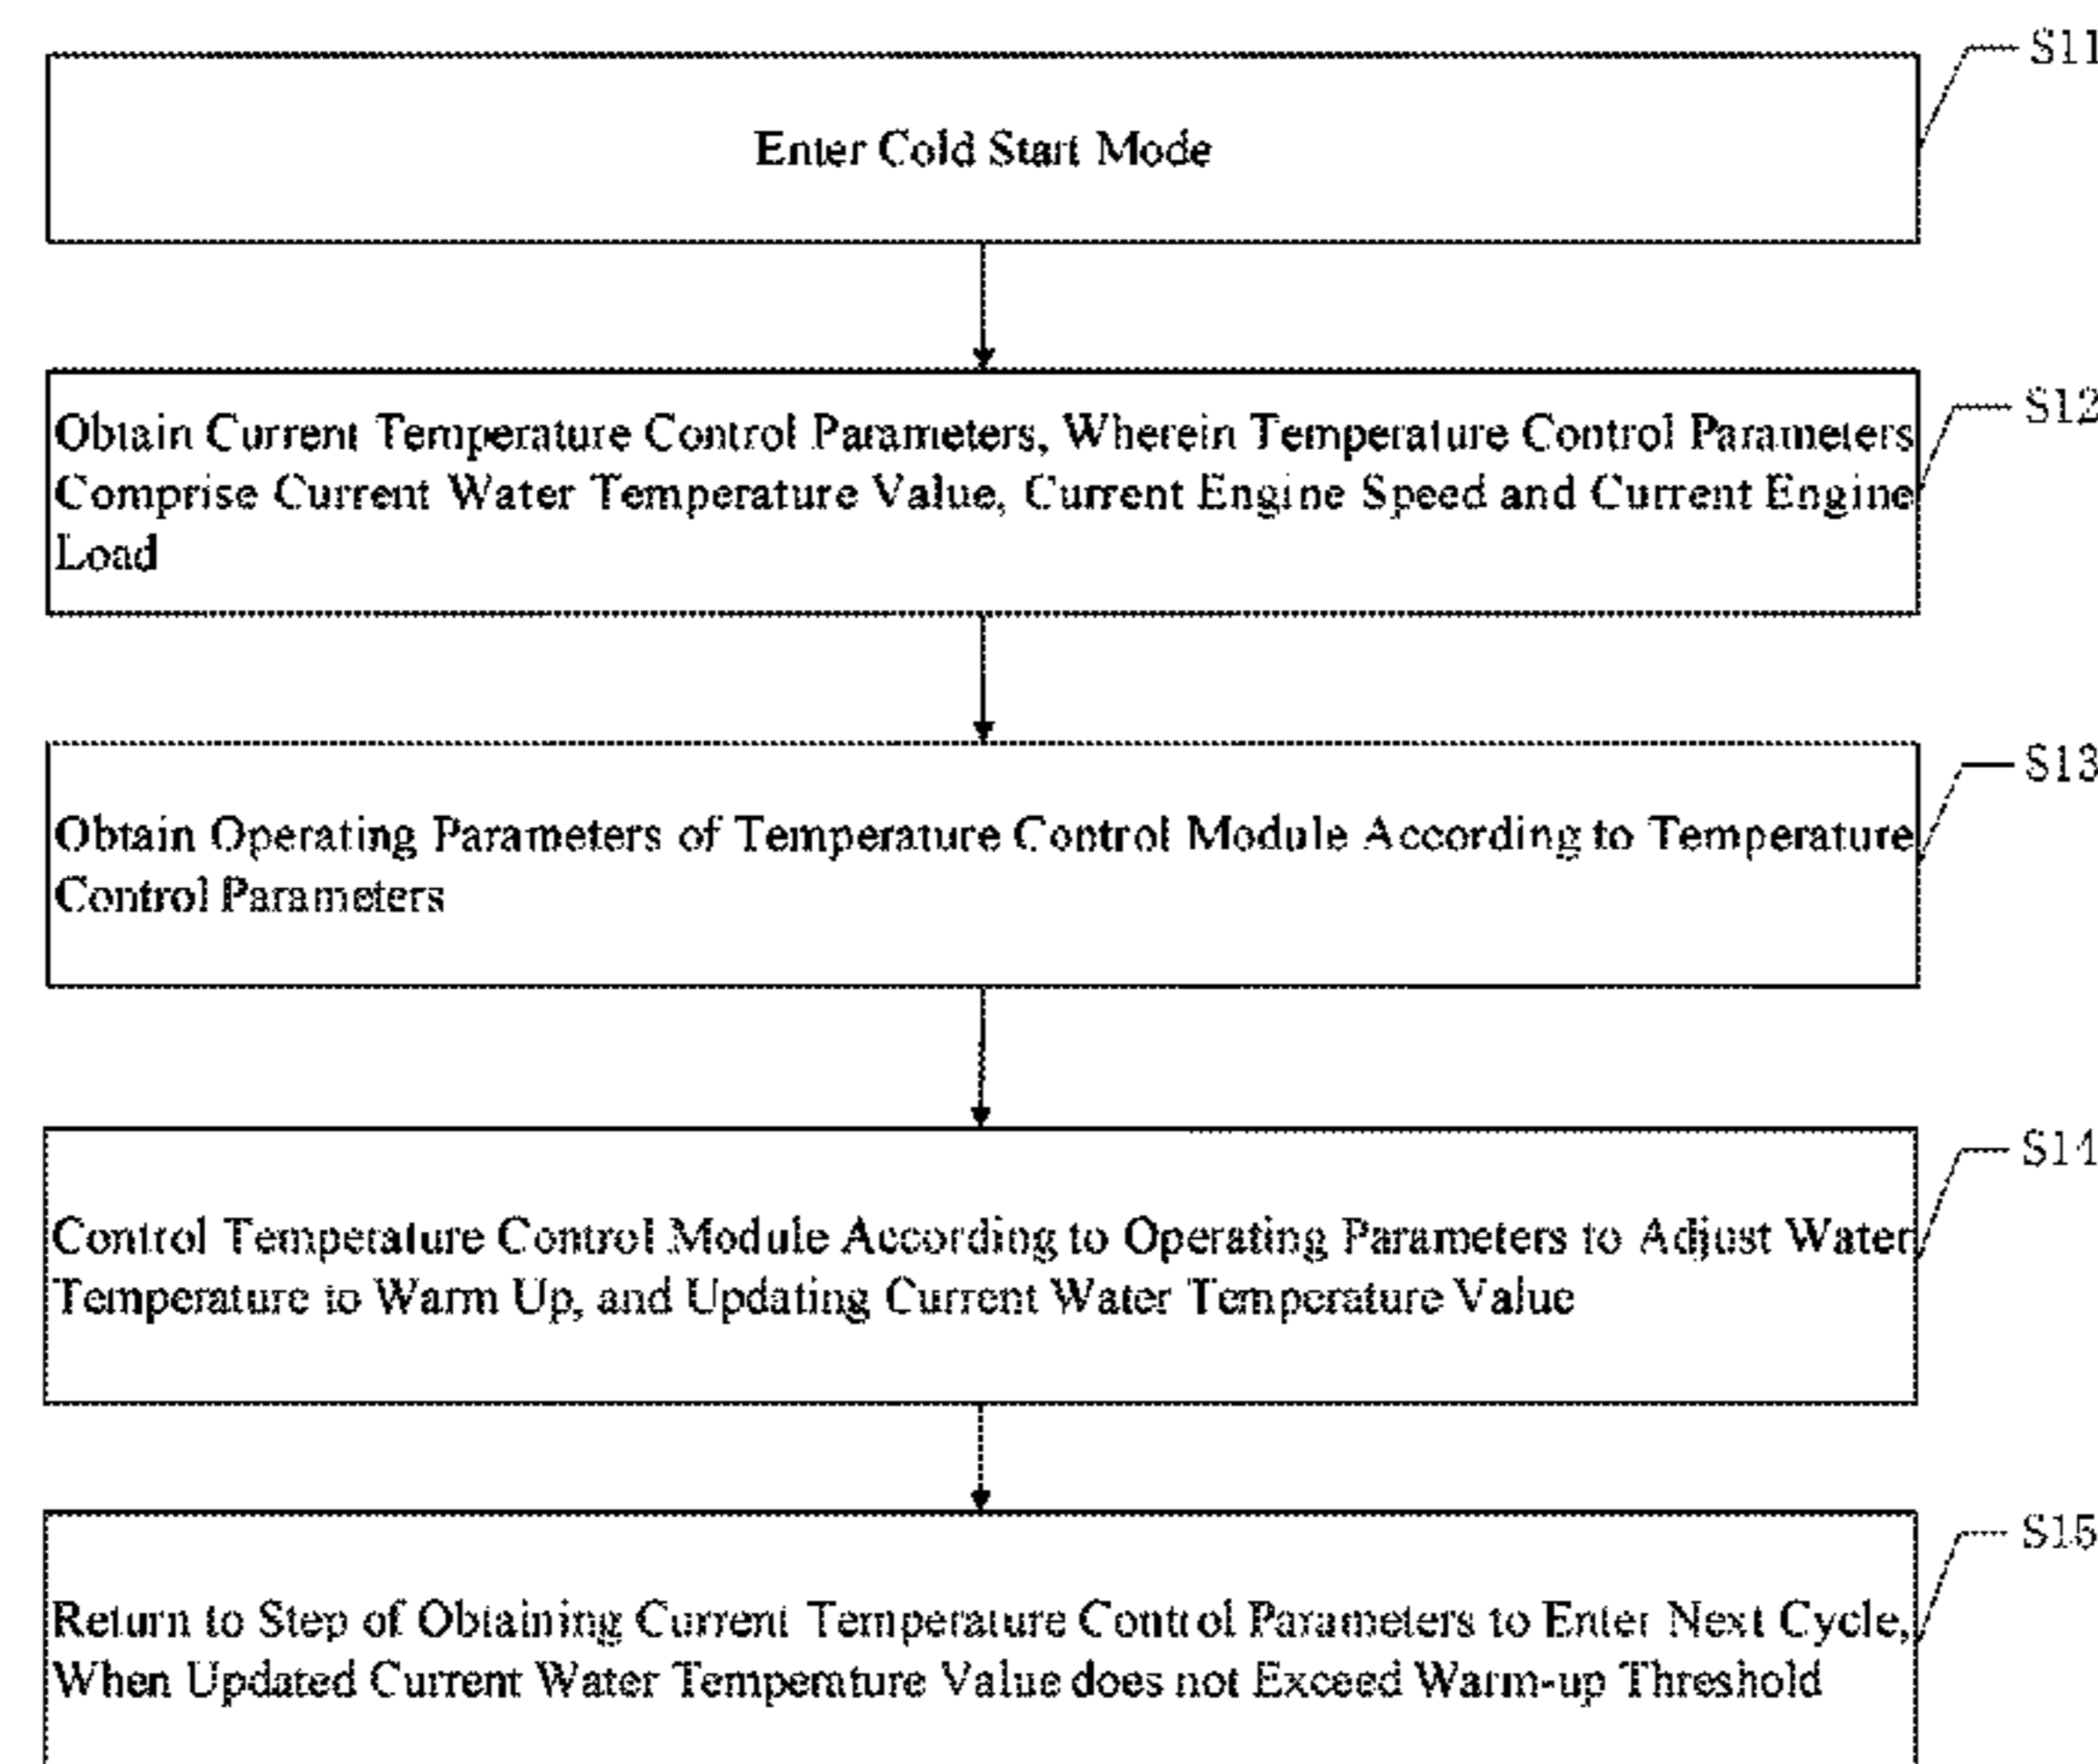 S11
Enter Cold Start Mode
S12
Obtain Current Temperature Control Parameters, Wherein Temperature Control Parameters
Comprise Current Water Temperature Value, Current Engine Speed and Current Engine
Load
S13
Obtain Operating Parameters of Temperature Control Module According to Temperature
Control Parameters
S14
Control Temperature Control Module According to Operating Parameters to Adjust Water
Temperature to Warm Up, and Updating Current Water Temperature Value
S15
Return to Step of Obtaining Current Temperature Control Parameters to Enter Next Cycle,
When Updated Current Water Temperature Value does not Exceed Warm-up Threshold